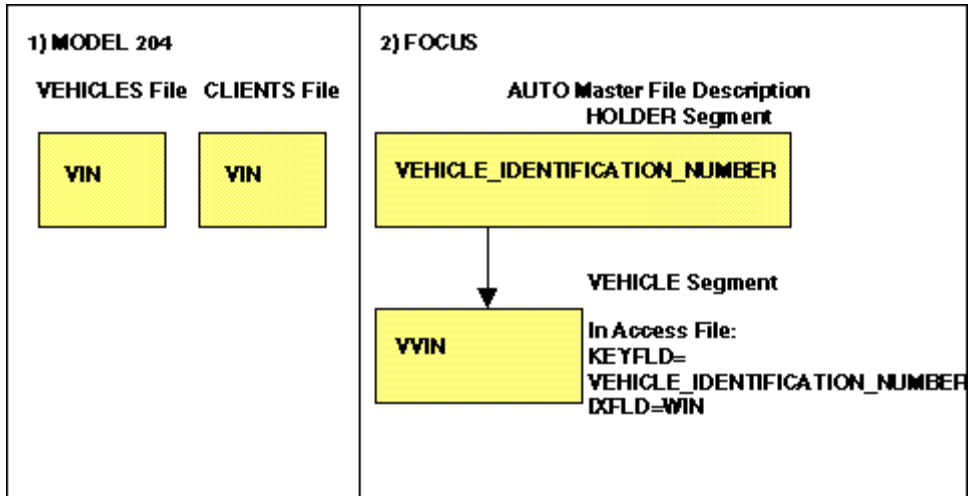 1) MODEL 204
VEHICLES File CLIENTS File
VIN
VIN
2) FOCUS
AUTO Master File Description
HOLDER Segment
VEHICLE_IDENTIFICATION_NUMBER
VEHICLE Segment
VVIN
In Access File:
KEYFLD=
VEHICLE_IDENTIFICATION_NUMBER
IXFLD=VVIN